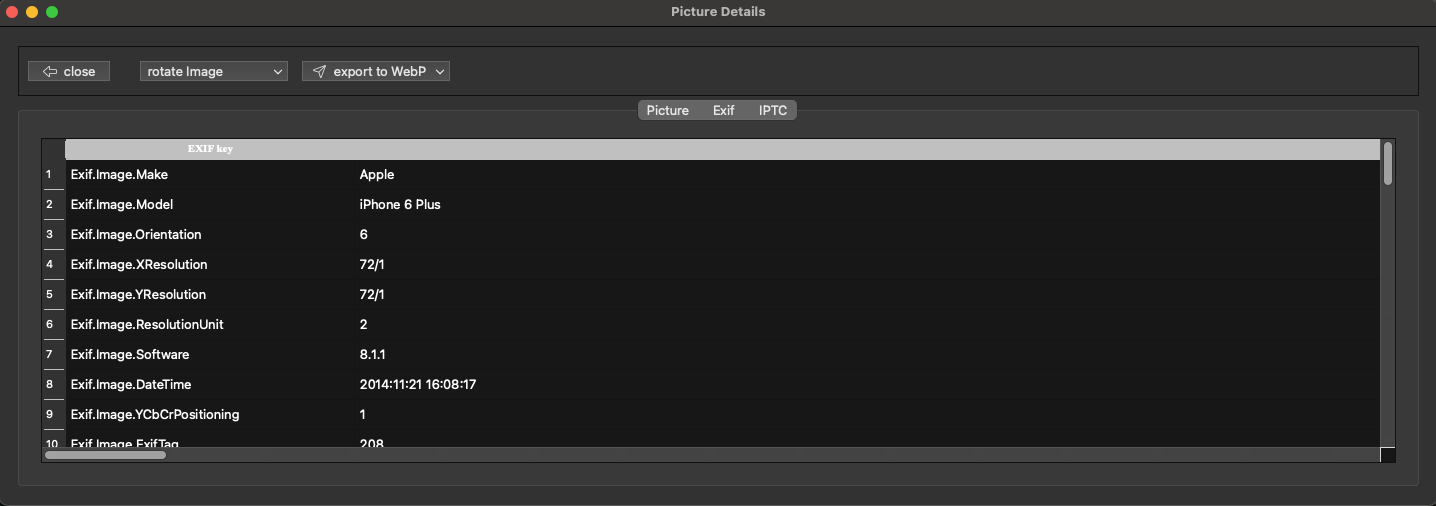 Picture Details
close rotate Image export to WebP
Picture Exif IPTC
EXIF key
1 Exif.Image.Make Apple
2 Exif.Image.Model iPhone 6 Plus
3 Exif.Image.Orientation 6
4 Exif.Image.XResolution 72/1
5 Exif.Image.YResolution 72/1
6 Exif.Image.ResolutionUnit 2
7 Exif.Image.Software 8.1.1
8 Exif.Image.DateTime 2014:11:21 16:08:17
9 Exif.Image.YCbCrPositioning 1
10 Exif.Image.ExifTag 208